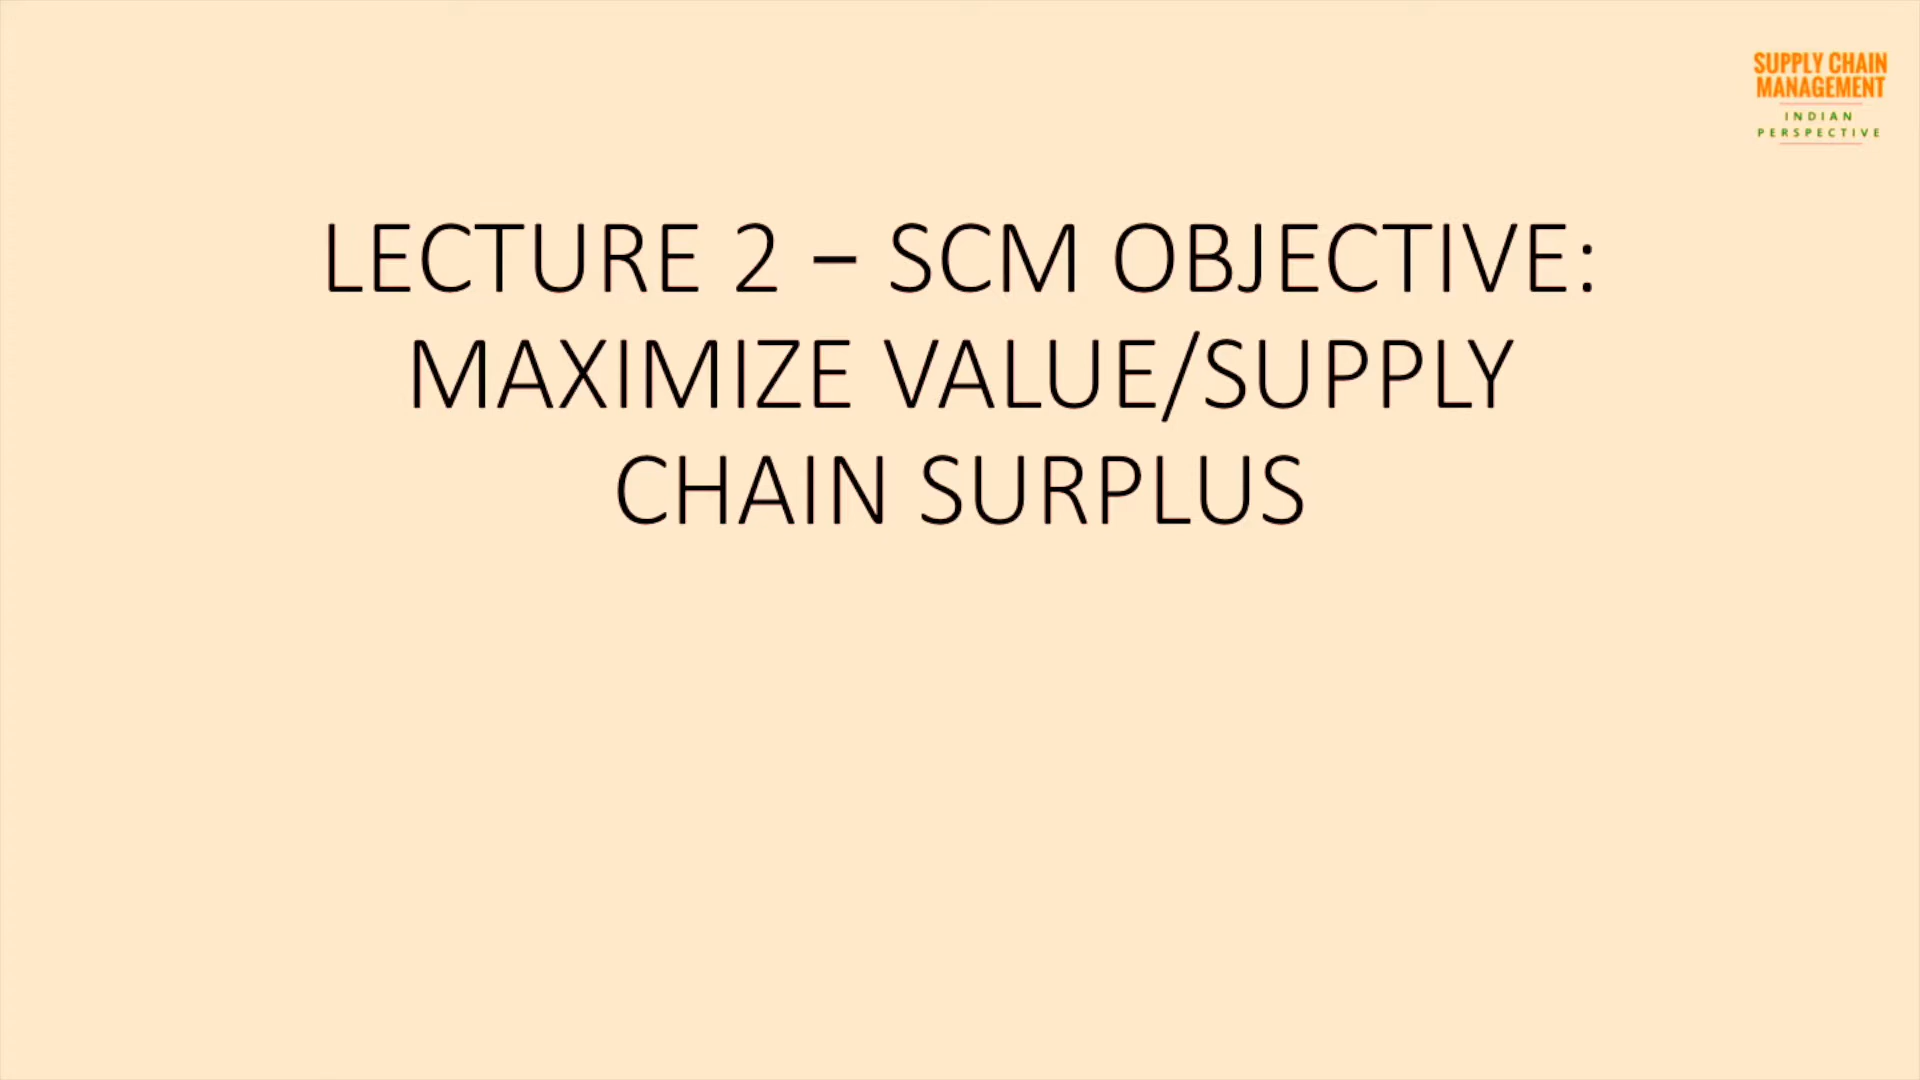 SUPPLY CHAIN
MANAGEMENT
INDIAN
PERSPECTIVE
LECTURE 2 – SCM OBJECTIVE:
MAXIMIZE VALUE/SUPPLY
CHAIN SURPLUS